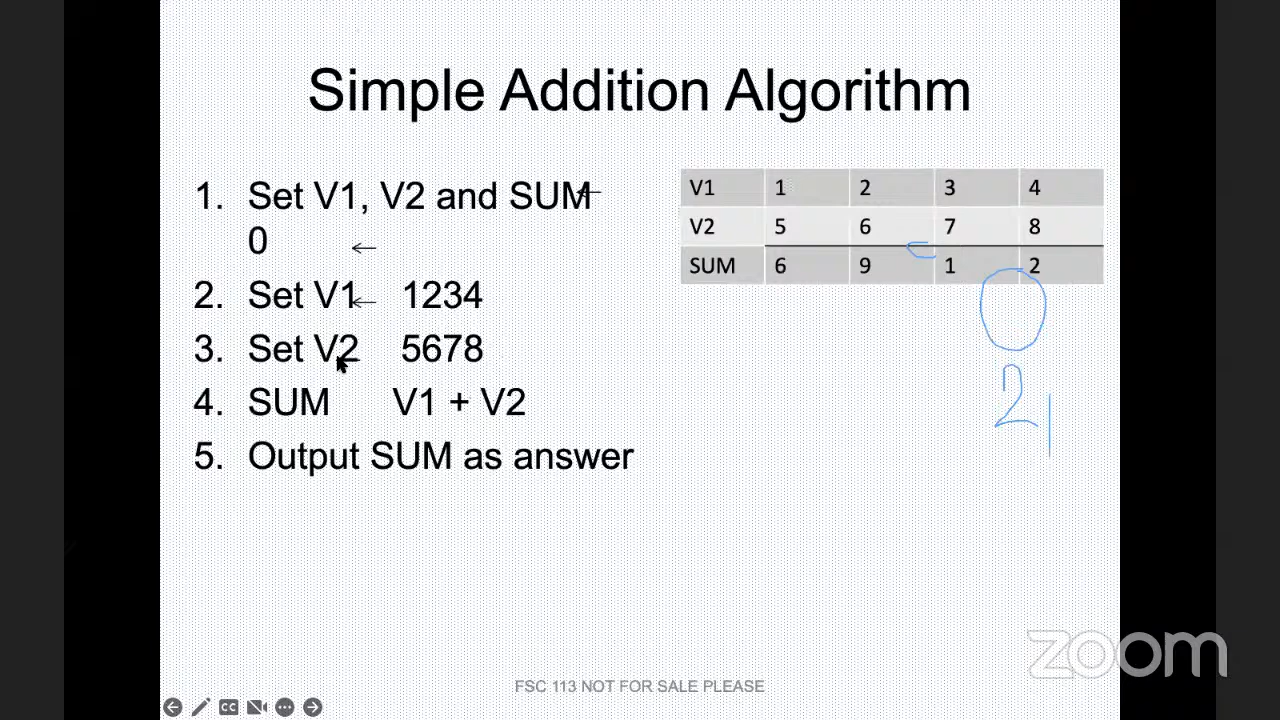 Simple Addition Algorithm
1. Set V1, V2 and SUM ←
0 ←
2. Set V1 ← 1234
3. Set V2 5678
4. SUM V1 + V2
5. Output SUM as answer
V1 1 2 3 4
V2 5 6 7 8
SUM 6 9 1 2
2
zoom
FSC 113 NOT FOR SALE PLEASE
CC